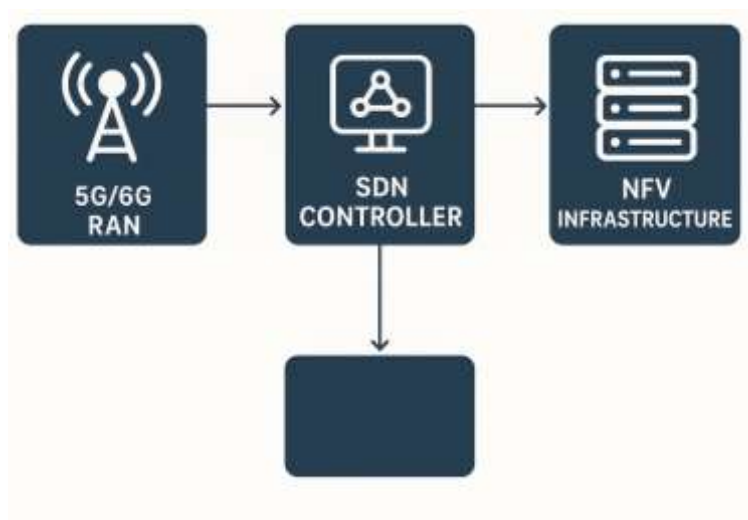 5G/6G
RAN
SDN
CONTROLLER
NFV
INFRASTRUCTURE